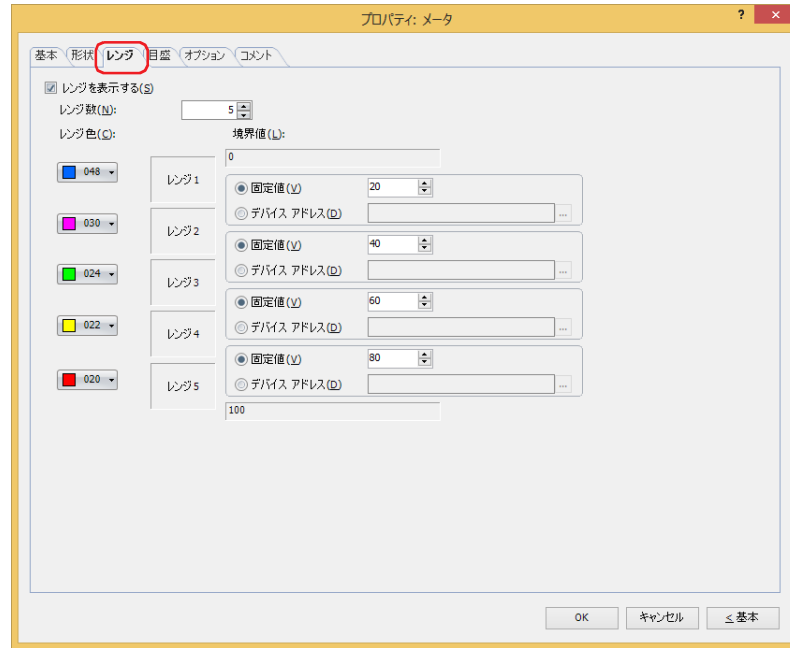 プロパティ: メータ
? ×
基本 形状 レンジ 目盛 オプション コメント
レンジを表示する(S)
レンジ数(N): 5
レンジ色(C): 境界値(L):
0
048 レンジ 1
固定値(V) 20
デバイス アドレス(D) ...
030 レンジ 2
固定値(V) 40
デバイス アドレス(D) ...
024 レンジ 3
固定値(V) 60
デバイス アドレス(D) ...
022 レンジ 4
固定値(V) 80
デバイス アドレス(D) ...
020 レンジ 5
100
OK キャンセル ≤ 基本